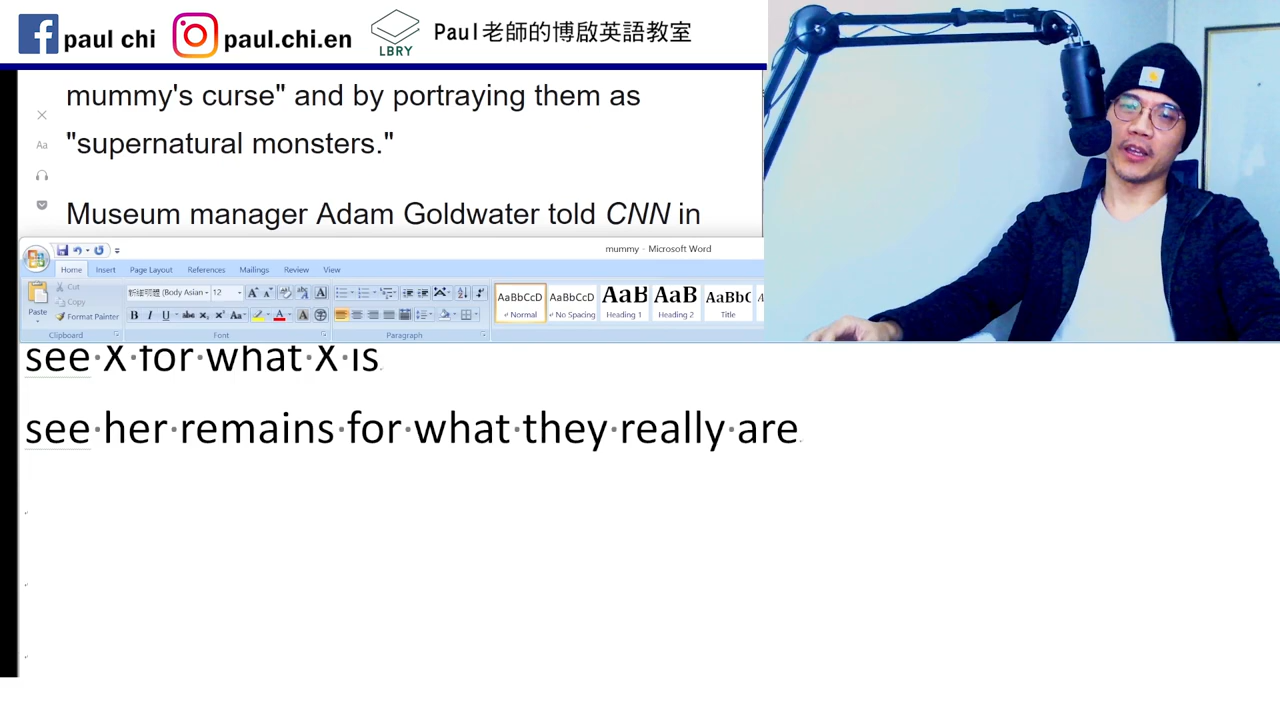 paul chi paul.chi.en LBRY Paul老師的博啟英語教室
mummy's curse" and by portraying them as
"supernatural monsters."
Museum manager Adam Goldwater told CNN in
Aa
mummy - Microsoft Word
Home Insert Page Layout References Mailings Review View
Paste
Cut
Copy
Format Painter
Clipboard
(Body Asian 12
Font
Paragraph
AaBbCcD AaBbCcD AaB AaB AaBbC
Normal No Spacing Heading 1 Heading 2 Title
see X for what X is
see her remains for what they really are